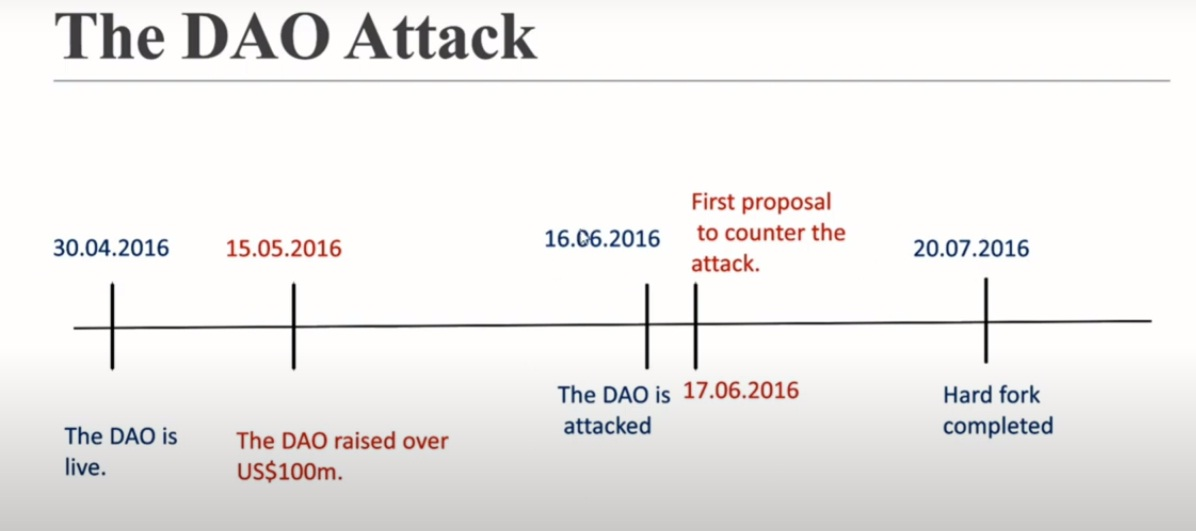 The DAO Attack
30.04.2016
The DAO is
live.
15.05.2016
The DAO raised over
US$100m.
16.06.2016
The DAO is
attacked
First proposal
to counter the
attack.
17.06.2016
20.07.2016
Hard fork
completed